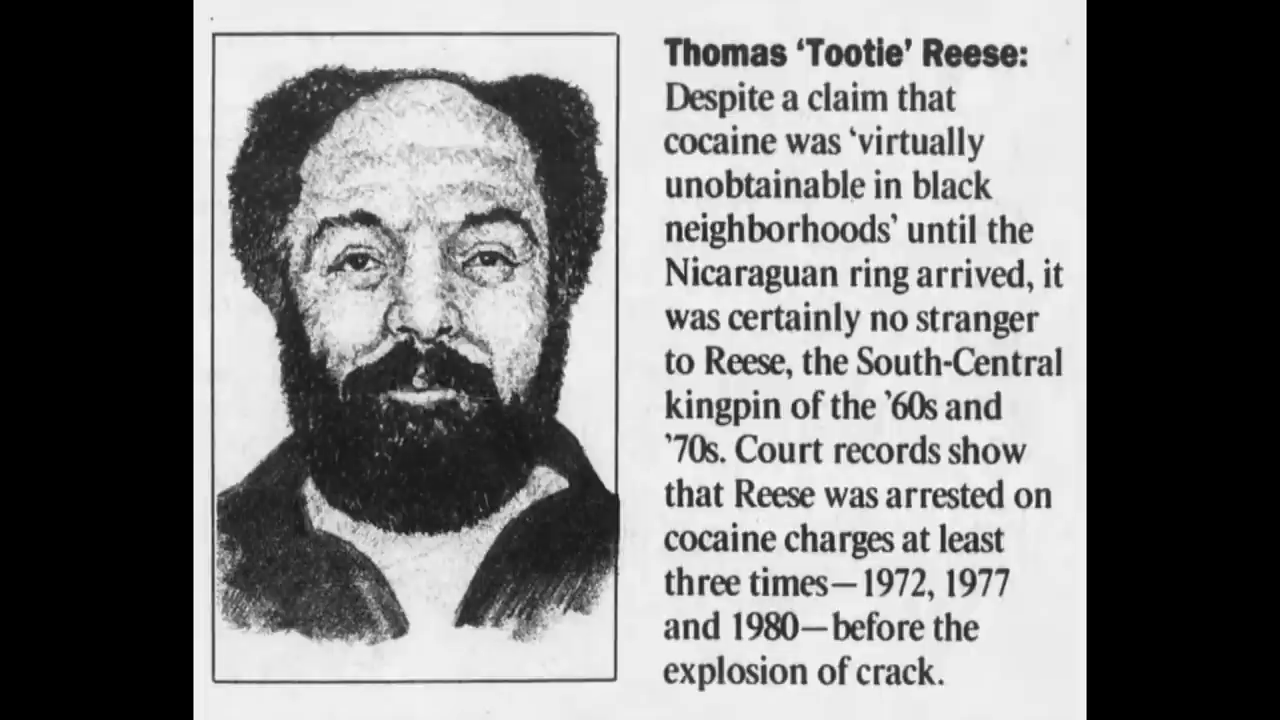 Thomas ‘Tootie’ Reese:
Despite a claim that
cocaine was ‘virtually
unobtainable in black
neighborhoods’ until the
Nicaraguan ring arrived, it
was certainly no stranger
to Reese, the South-Central
kingpin of the ’60s and
’70s. Court records show
that Reese was arrested on
cocaine charges at least
three times—1972, 1977
and 1980—before the
explosion of crack.